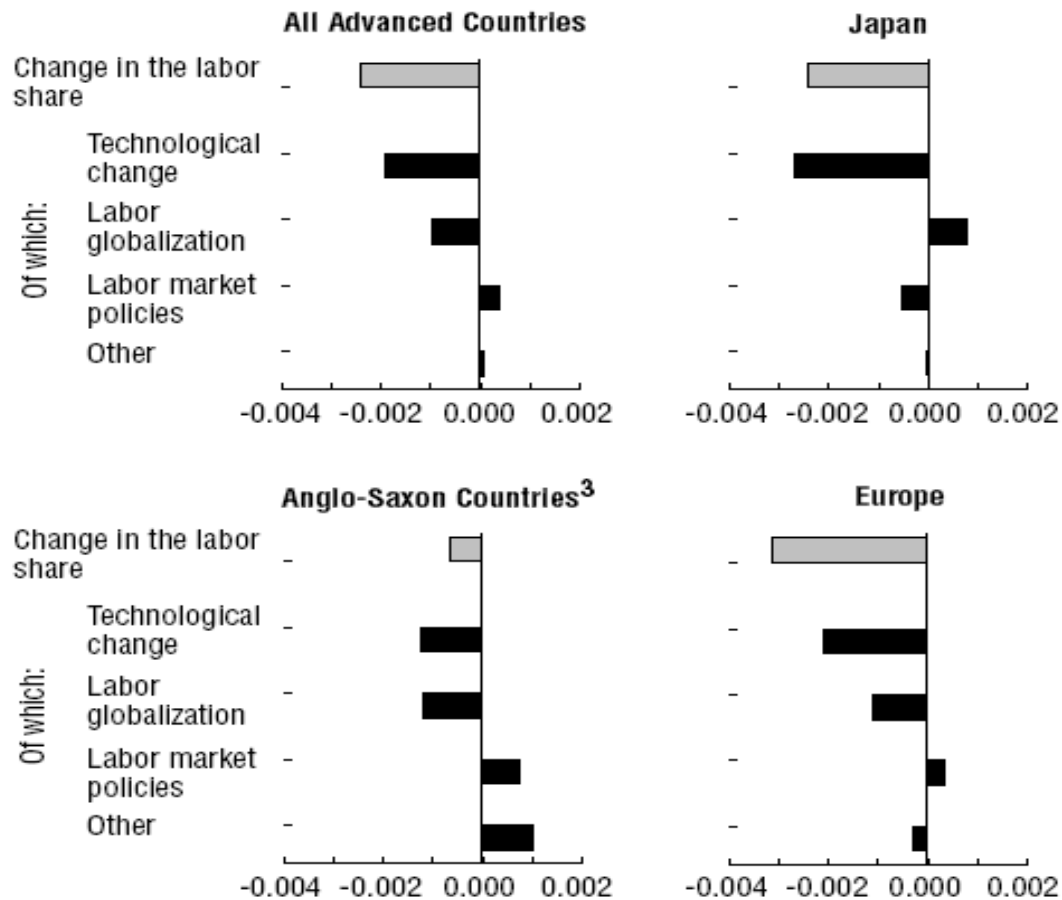 All Advanced Countries
Japan
Change in the labor
share
Of which:
Technological
change
Labor
globalization
Labor market
policies
Other
-0.004 -0.002 0.000 0.002
-0.004 -0.002 0.000 0.002
Anglo-Saxon Countries³
Europe
Change in the labor
share
Of which:
Technological
change
Labor
globalization
Labor market
policies
Other
-0.004 -0.002 0.000 0.002
-0.004 -0.002 0.000 0.002